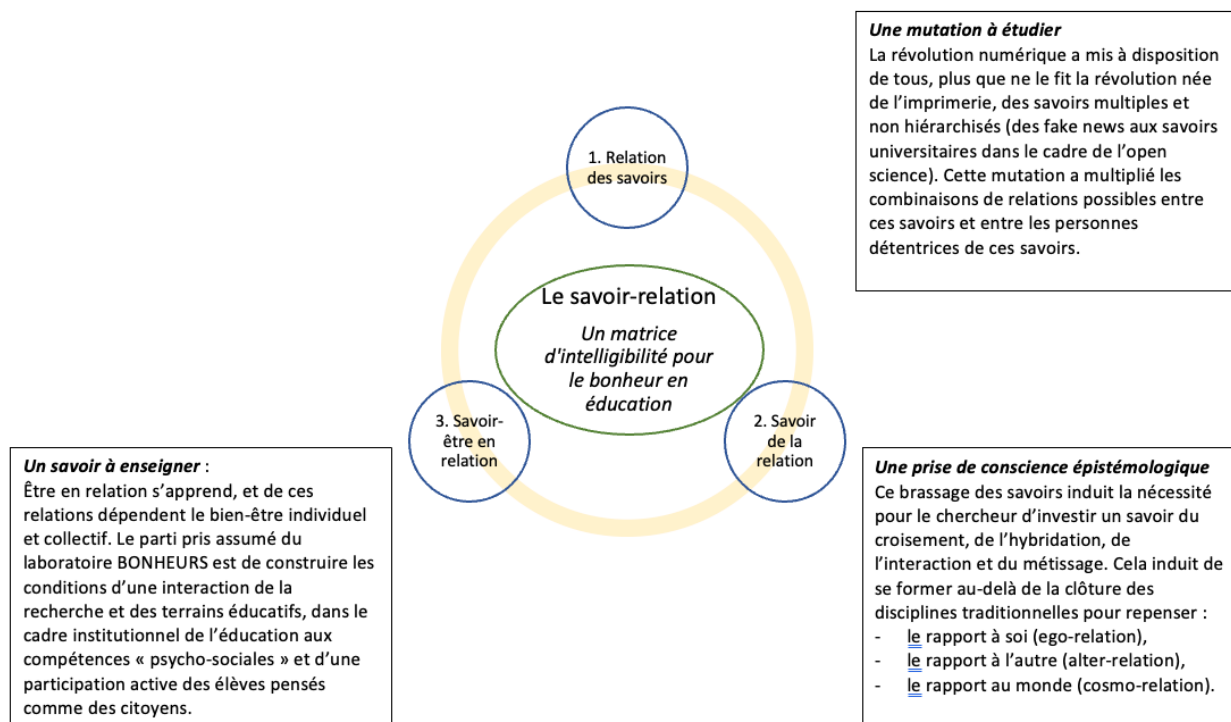 Une mutation à étudier
La révolution numérique a mis à disposition
de tous, plus que ne le fit la révolution née
de l’imprimerie, des savoirs multiples et
non hiérarchisés (des fake news aux savoirs
universitaires dans le cadre de l’open
science). Cette mutation a multiplié les
combinaisons de relations possibles entre
ces savoirs et entre les personnes
détentrices de ces savoirs.
1. Relation
des savoirs
Le savoir-relation
Un matrice
d'intelligibilité pour
le bonheur en
éducation
2. Savoir
de la
relation
3. Savoir-
être en
relation
Une prise de conscience épistémologique
Ce brassage des savoirs induit la nécessité
pour le chercheur d’investir un savoir du
croisement, de l’hybridation, de
l’interaction et du métissage. Cela induit de
se former au-delà de la clôture des
disciplines traditionnelles pour repenser :
- le rapport à soi (ego-relation),
- le rapport à l’autre (alter-relation),
- le rapport au monde (cosmo-relation).
Un savoir à enseigner :
Être en relation s’apprend, et de ces
relations dépendent le bien-être individuel
et collectif. Le parti pris assumé du
laboratoire BONHEURS est de construire les
conditions d’une interaction de la
recherche et des terrains éducatifs, dans le
cadre institutionnel de l’éducation aux
compétences « psycho-sociales » et d’une
participation active des élèves pensés
comme des citoyens.